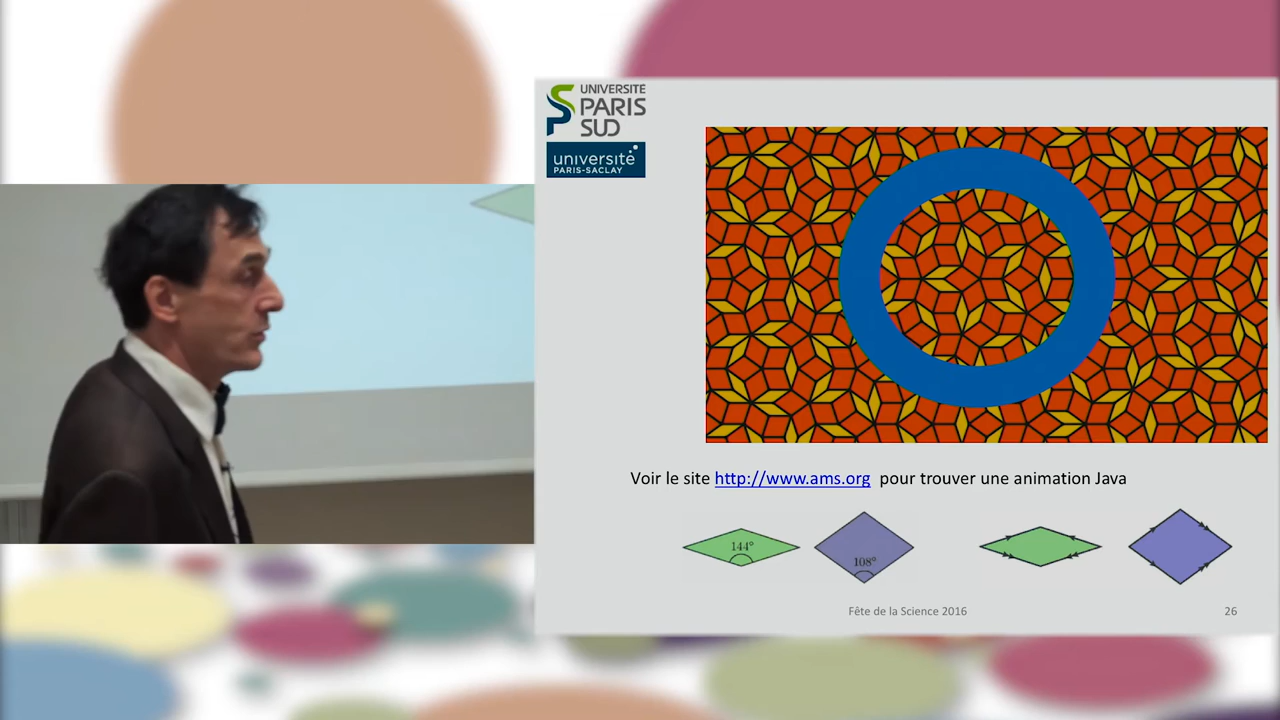 UNIVERSITE
PARIS
SUD
université
PARIS-SACLAY
Voir le site http://www.ams.org pour trouver une animation Java
144°
108°
Fête de la Science 2016
26